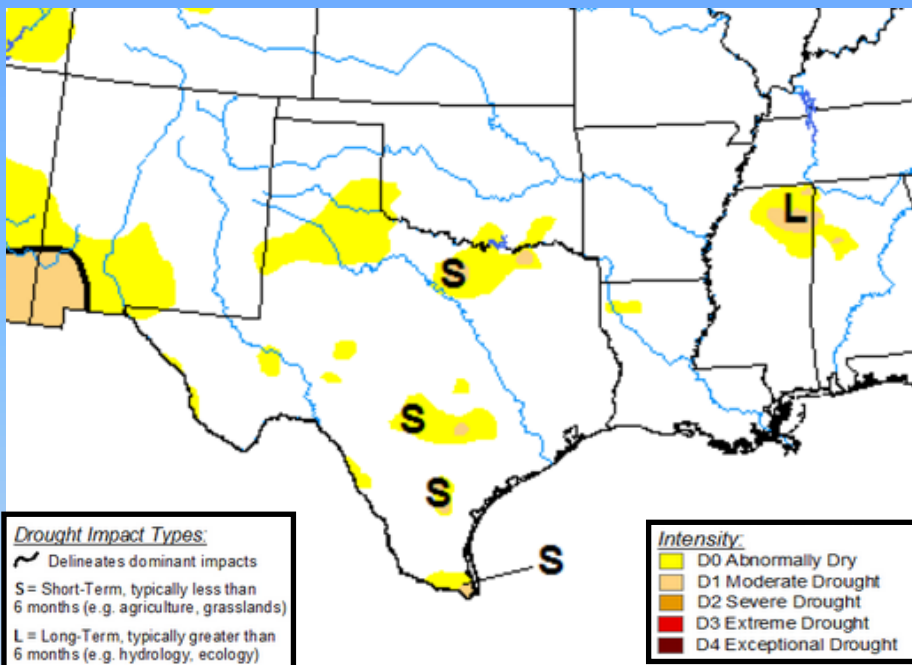 L
S
S
S
S
Drought Impact Types:
Delineates dominant impacts
S = Short-Term, typically less than
6 months (e.g. agriculture, grasslands)
L = Long-Term, typically greater than
6 months (e.g. hydrology, ecology)
Intensity:
D0 Abnormally Dry
D1 Moderate Drought
D2 Severe Drought
D3 Extreme Drought
D4 Exceptional Drought